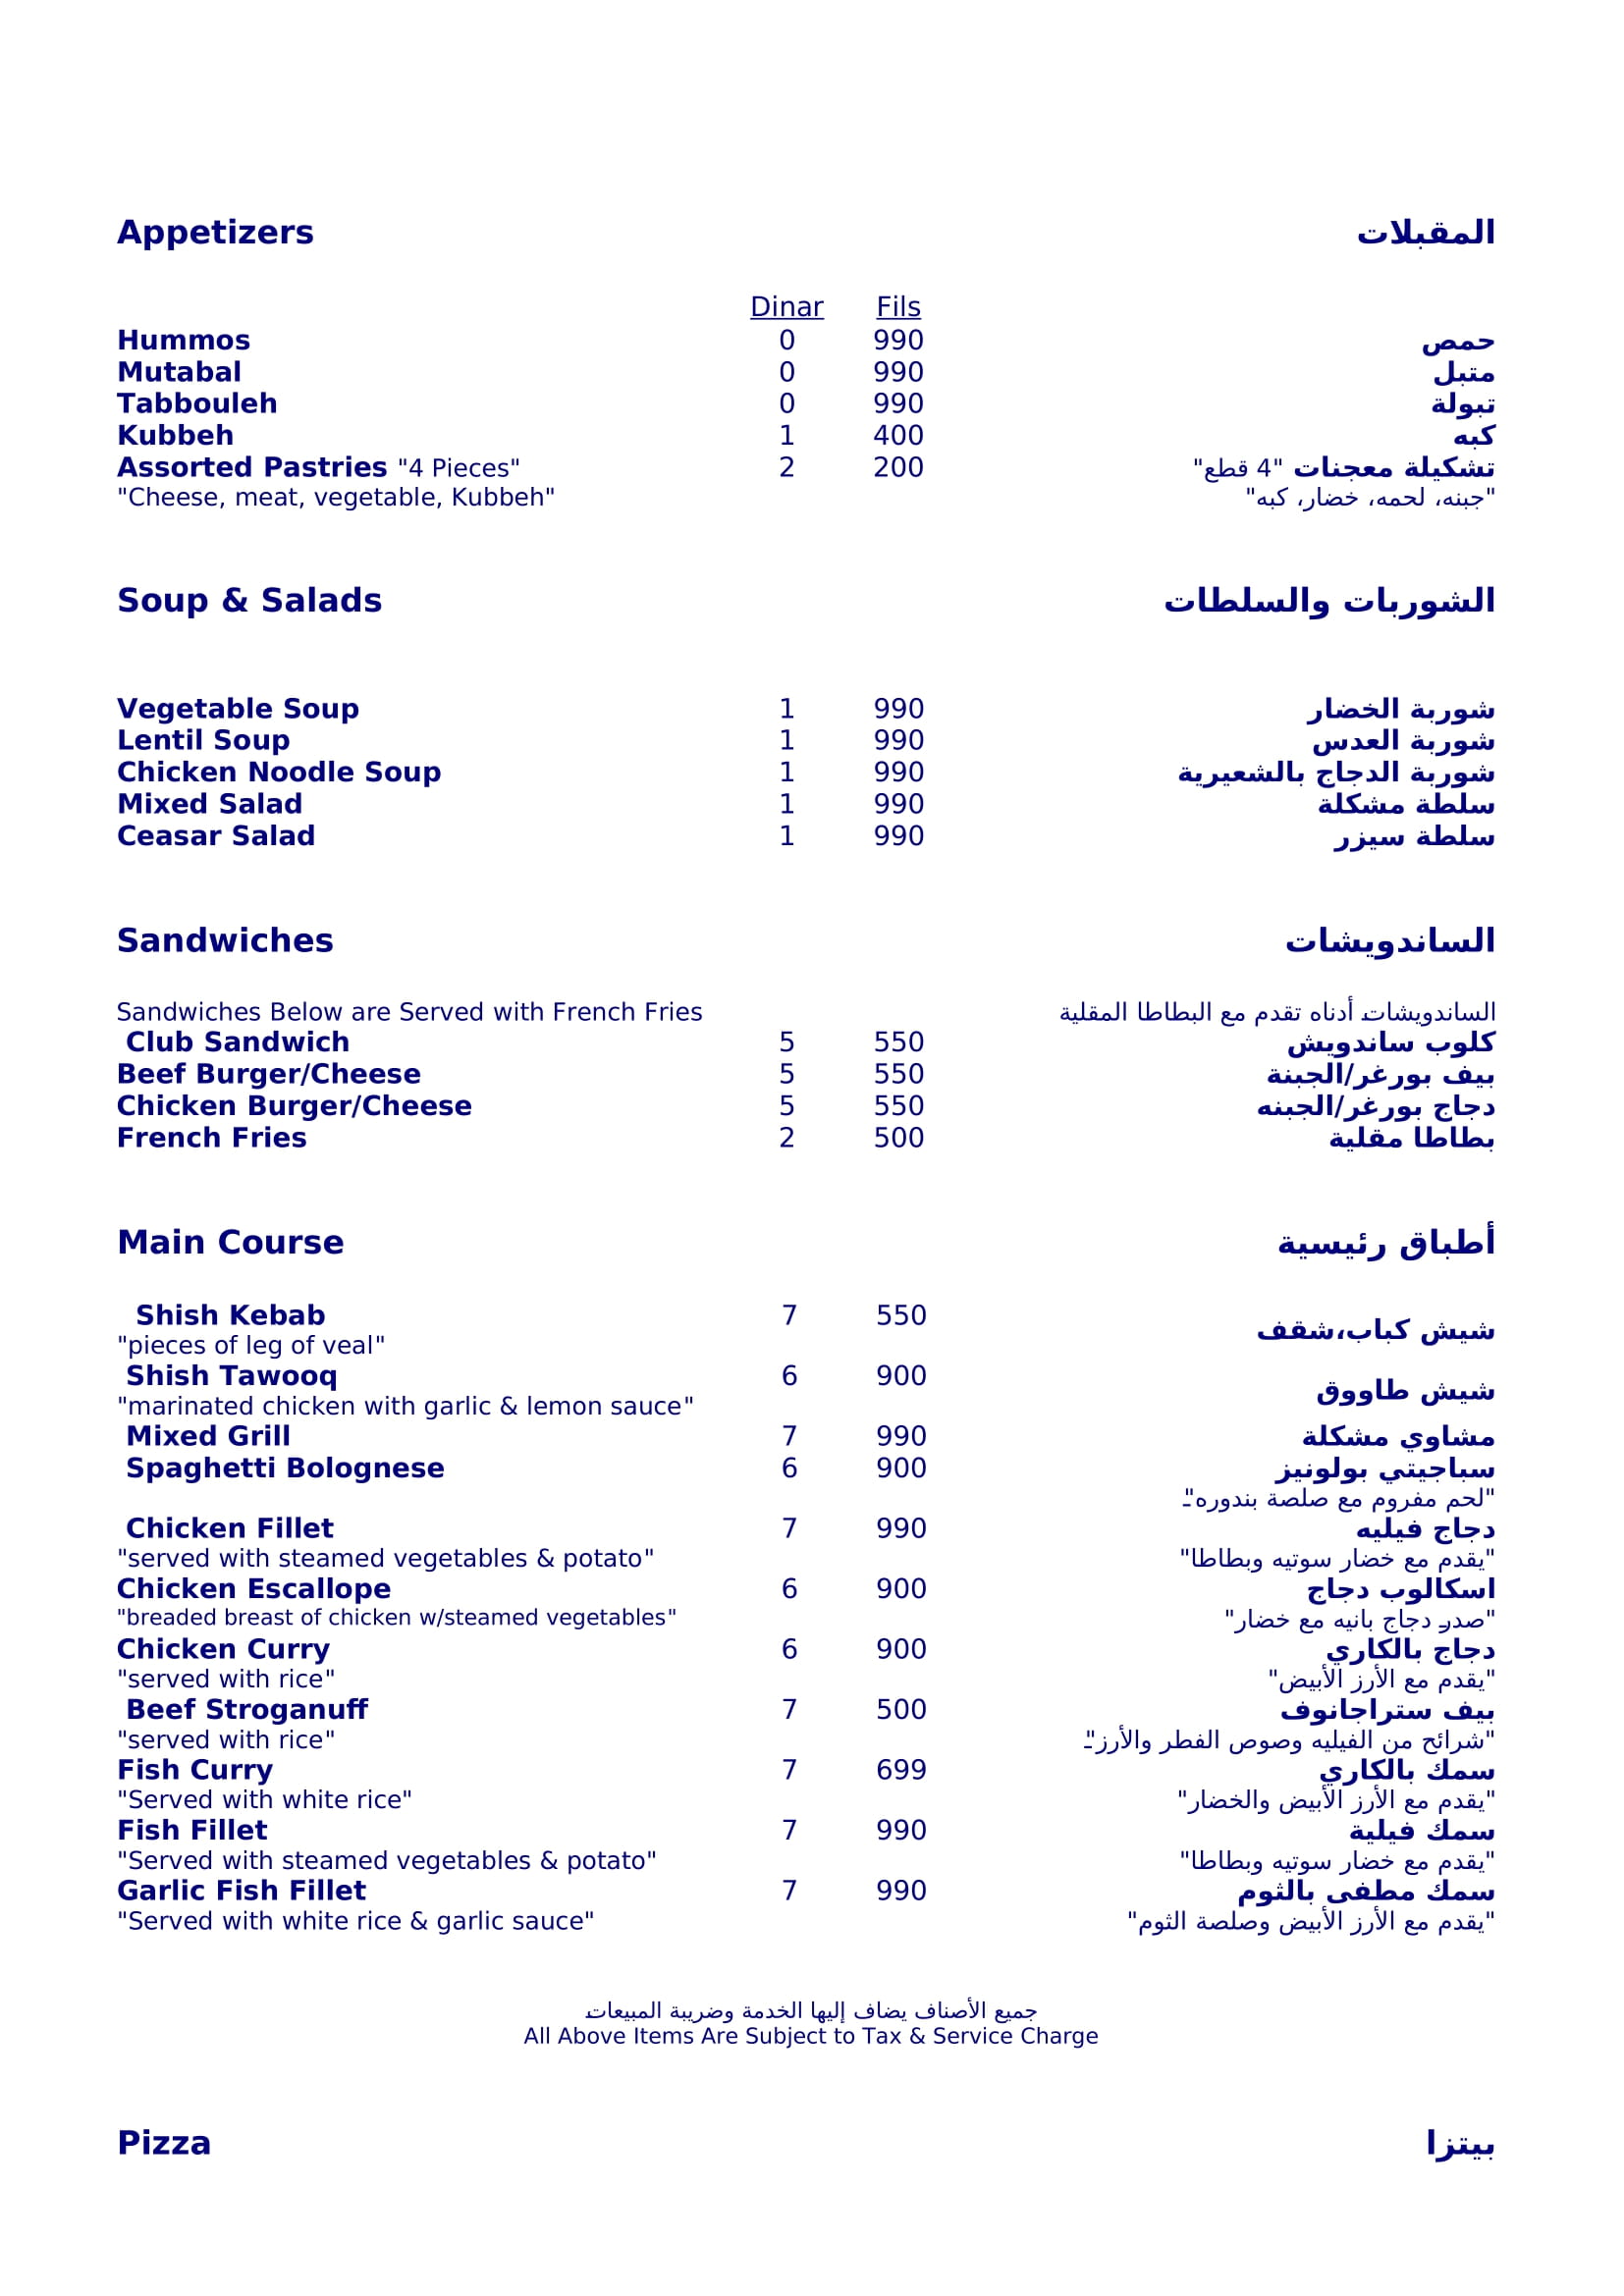 Appetizers المقبلات
Dinar Fils
Hummos 0 990 حمص
Mutabal 0 990 متبل
Tabbouleh 0 990 تبولة
Kubbeh 1 400 كبه
Assorted Pastries "4 Pieces" 2 200 تشكيلة معجنات "4 قطع"
"Cheese, meat, vegetable, Kubbeh" "جبنه، لحمه، خضار، كبه"
Soup & Salads الشوربات والسلطات
Vegetable Soup 1 990 شوربة الخضار
Lentil Soup 1 990 شوربة العدس
Chicken Noodle Soup 1 990 شوربة الدجاج بالشعيرية
Mixed Salad 1 990 سلطة مشكلة
Ceasar Salad 1 990 سلطة سيزر
Sandwiches الساندويشات
Sandwiches Below are Served with French Fries الساندويشات أدناه تقدم مع البطاطا المقلية
Club Sandwich 5 550 كلوب ساندويش
Beef Burger/Cheese 5 550 بيف بورغر/الجبنة
Chicken Burger/Cheese 5 550 دجاج بورغر/الجبنه
French Fries 2 500 بطاطا مقلية
Main Course أطباق رئيسية
Shish Kebab 7 550 شيش كباب،شقف
"pieces of leg of veal"
Shish Tawooq 6 900 شيش طاووق
"marinated chicken with garlic & lemon sauce"
Mixed Grill 7 990 مشاوي مشكلة
Spaghetti Bolognese 6 900 سباجيتي بولونيز
"لحم مفروم مع صلصة بندوره"ـ
Chicken Fillet 7 990 دجاج فيليه
"served with steamed vegetables & potato" "يقدم مع خضار سوتيه وبطاطا"
Chicken Escallope 6 900 اسكالوب دجاج
"breaded breast of chicken w/steamed vegetables" "صدر دجاج بانيه مع خضار"
Chicken Curry 6 900 دجاج بالكاري
"served with rice" "يقدم مع الأرز الأبيض"
Beef Stroganuff 7 500 بيف ستراجانوف
"served with rice" "شرائح من الفيليه وصوص الفطر والأرز"ـ
Fish Curry 7 699 سمك بالكاري
"Served with white rice" "يقدم مع الأرز الأبيض والخضار"
Fish Fillet 7 990 سمك فيلية
"Served with steamed vegetables & potato" "يقدم مع خضار سوتيه وبطاطا"
Garlic Fish Fillet 7 990 سمك مطفى بالثوم
"Served with white rice & garlic sauce" "يقدم مع الأرز الأبيض وصلصة الثوم"
جميع الأصناف يضاف إليها الخدمة وضريبة المبيعات
All Above Items Are Subject to Tax & Service Charge
Pizza بيتزا